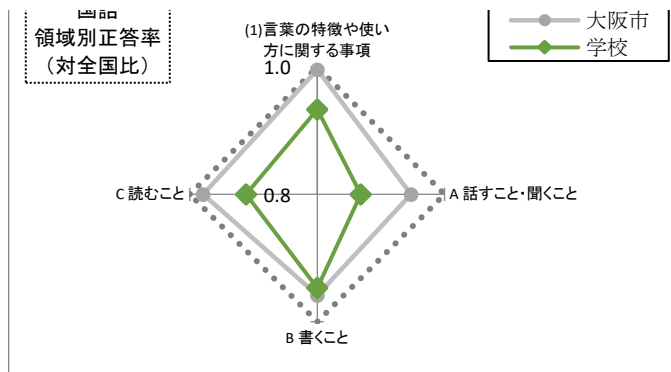 国語
領域別正答率
（対全国比）
(1)言葉の特徴や使い
方に関する事項
大阪市
学校
1.0
0.8
C 読むこと
A 話すこと・聞くこと
B 書くこと